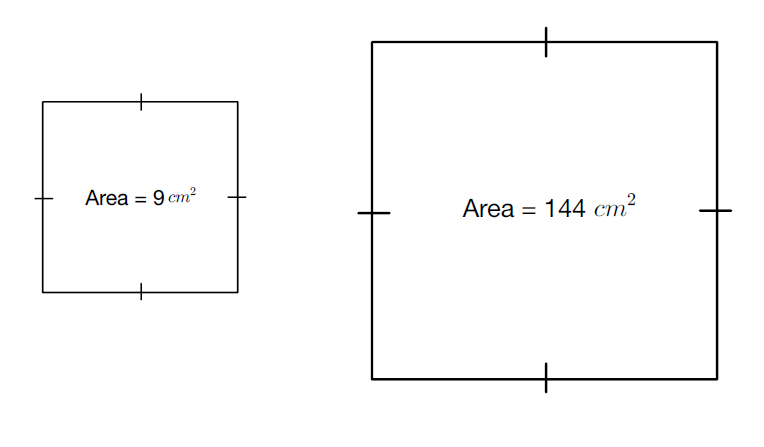 Area = 9 cm²
Area = 144 cm²